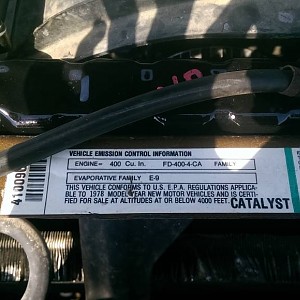 VEHICLE EMISSION CONTROL INFORMATION
ENGINE- 400 Cu. In. FD-400-4-CA FAMILY
EVAPORATIVE FAMILY E-9
THIS VEHICLE CONFORMS TO U.S. E.P.A. REGULATIONS APPLICA-
BLE TO 1978 MODEL YEAR NEW MOTOR VEHICLES AND IS CERTI-
FIED FOR SALE AT ALTITUDES AT OR BELOW 4000 FEET.
CATALYST